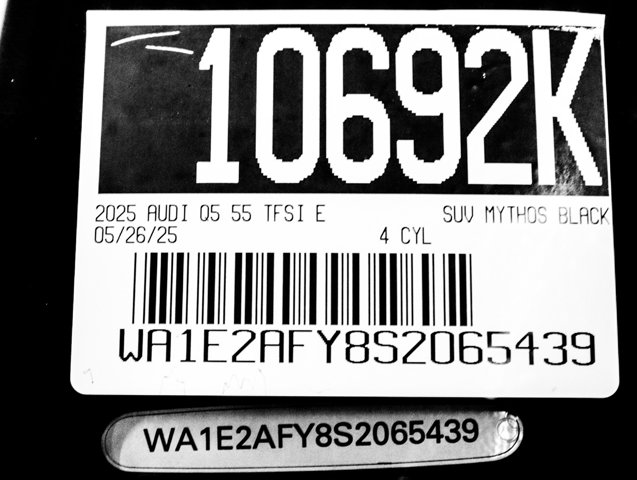 10692K
2025 AUDI Q5 55 TFSI E SUV MYTHOS BLACK
05/26/25 4 CYL
WA1E2AFY8S2065439
WA1E2AFY8S2065439